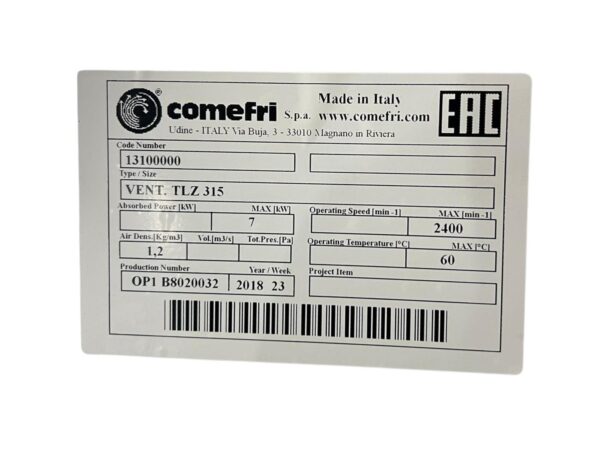 comefri S.p.a. Made in Italy
www.comefri.com
EAC
Udine - ITALY Via Buja, 3 - 33010 Magnano in Riviera
Code Number
13100000
Type / Size
VENT. TLZ 315
Absorbed Power [kW] MAX [kW] Operating Speed [min -1] MAX [min -1]
7 2400
Air Dens.[Kg/m3] Vol.[m3/s] Tot.Pres.[Pa] Operating Temperature [°C] MAX [°C]
1,2 60
Production Number Year / Week Project Item
OP1 B8020032 2018 23